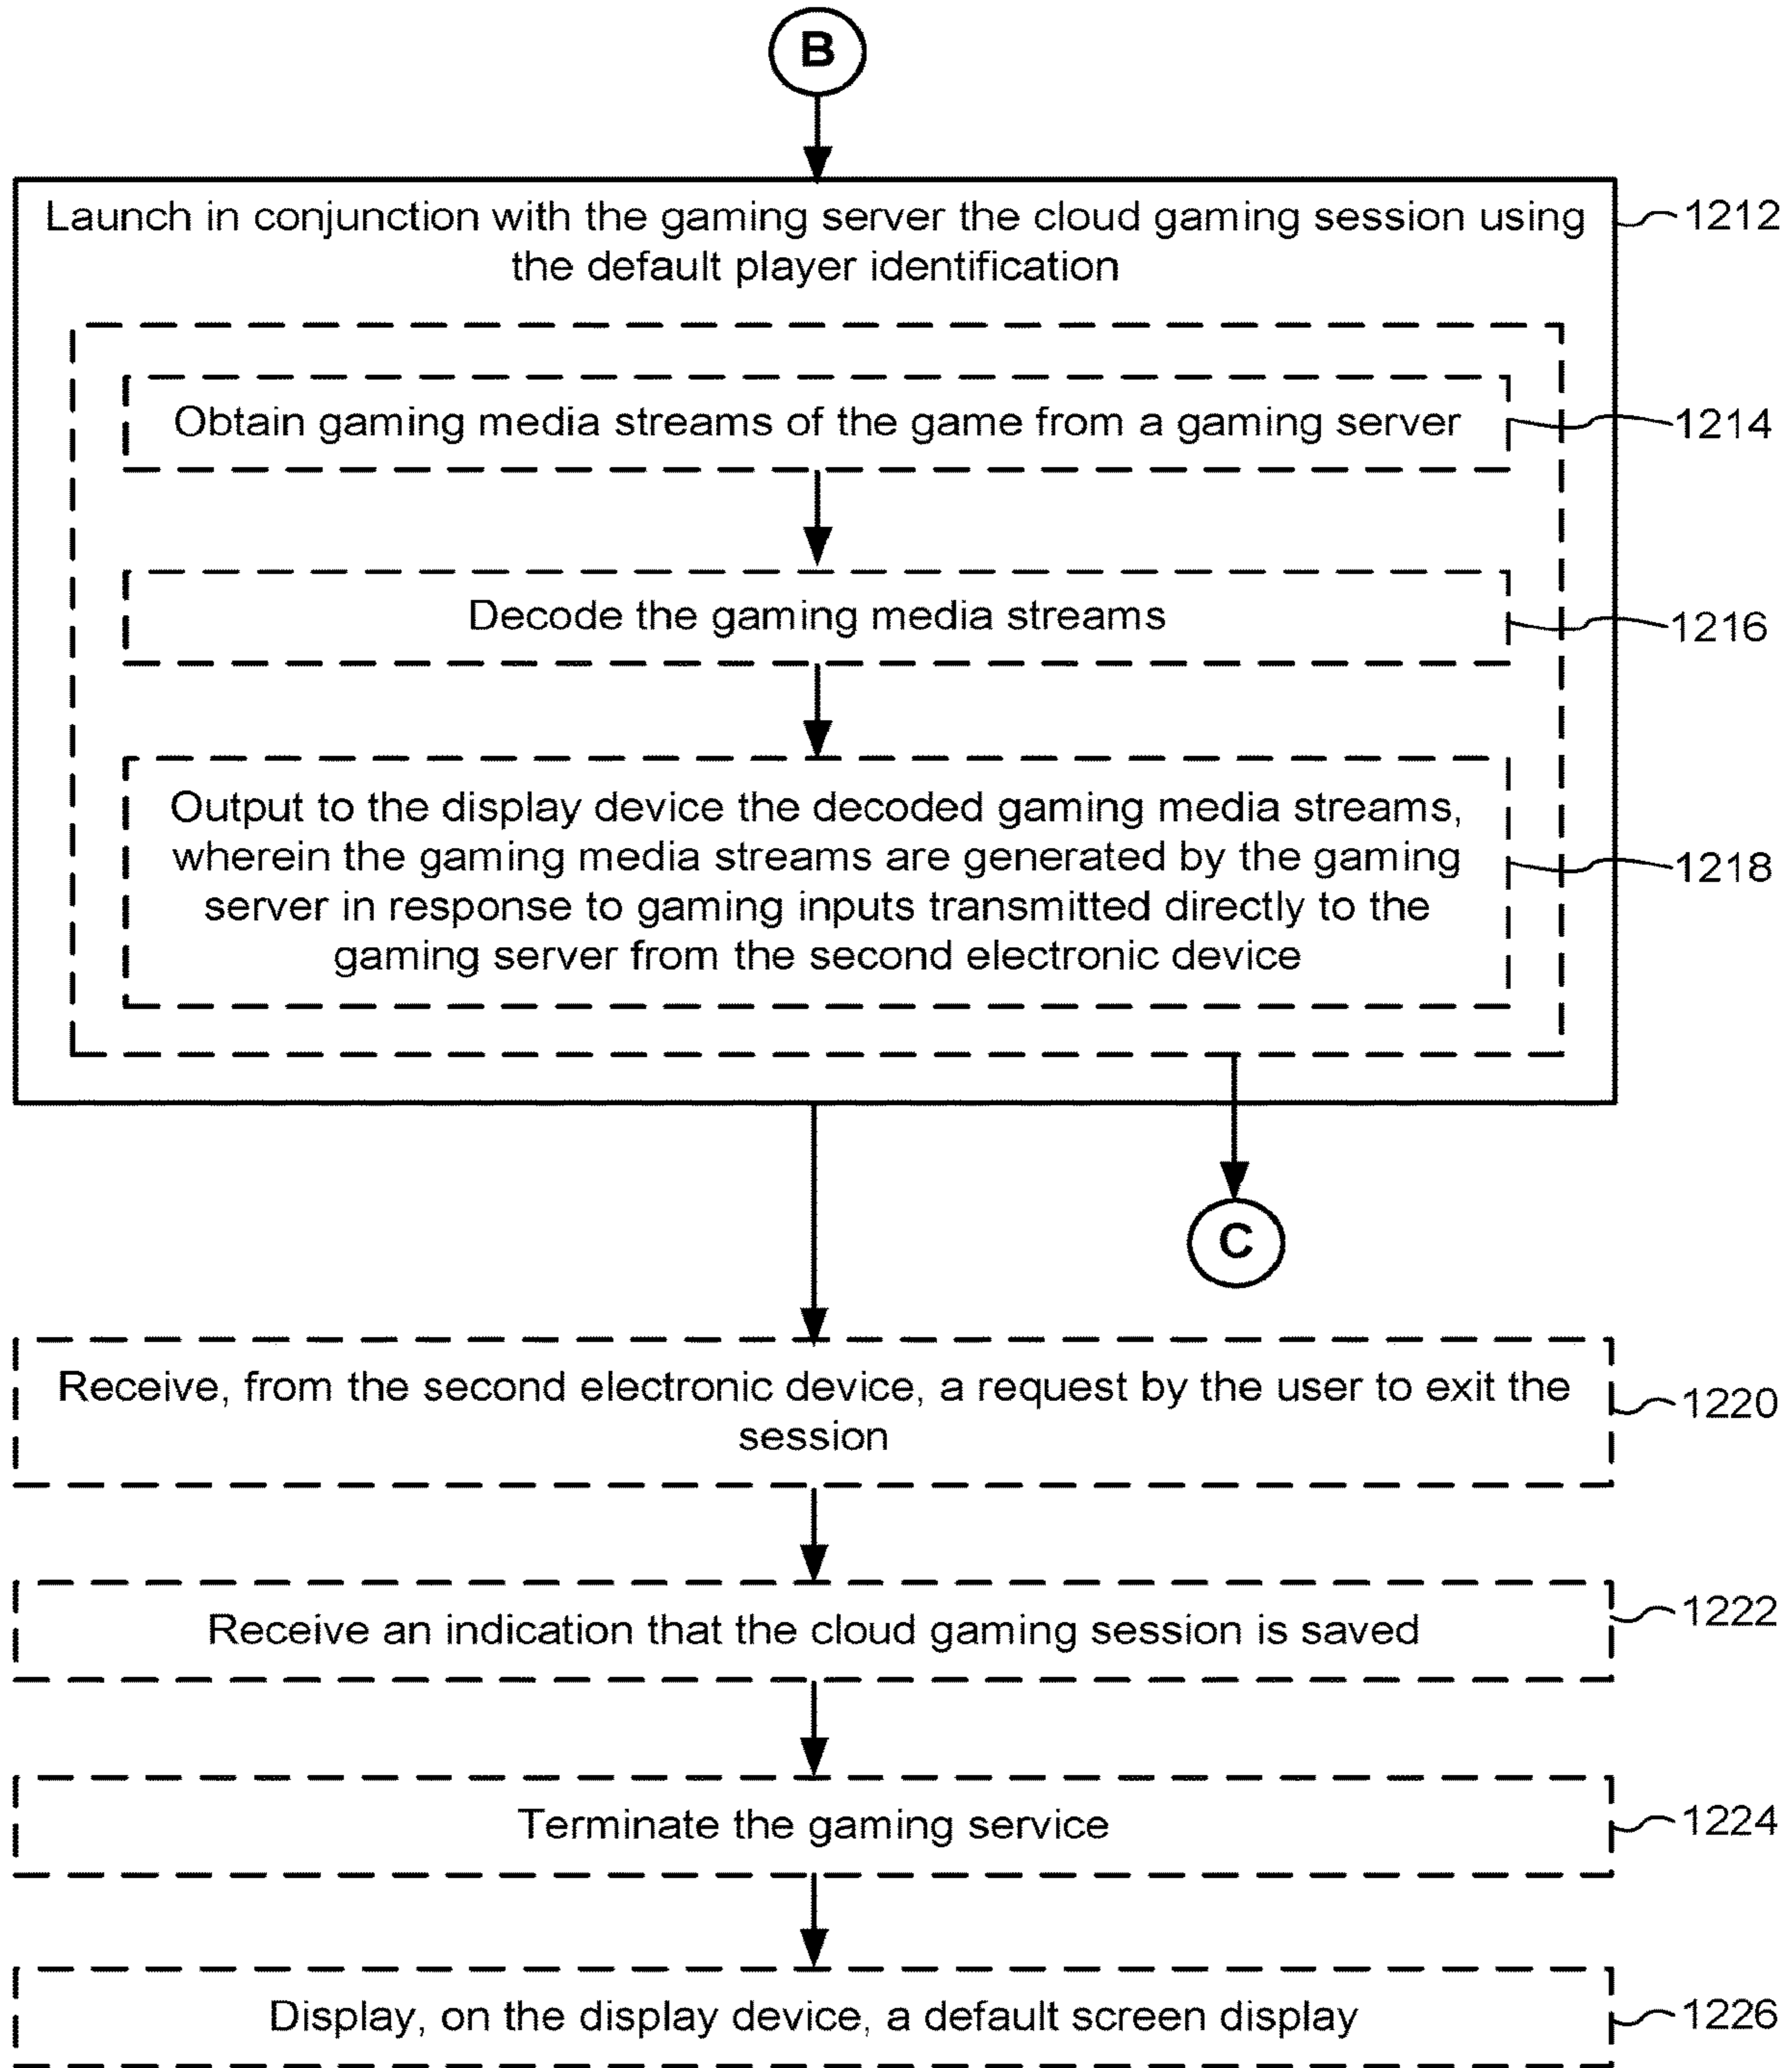 B
Launch in conjunction with the gaming server the cloud gaming session using
the default player identification
1212
Obtain gaming media streams of the game from a gaming server
1214
Decode the gaming media streams
1216
Output to the display device the decoded gaming media streams,
wherein the gaming media streams are generated by the gaming
server in response to gaming inputs transmitted directly to the
gaming server from the second electronic device
1218
C
Receive, from the second electronic device, a request by the user to exit the
session
1220
Receive an indication that the cloud gaming session is saved
1222
Terminate the gaming service
1224
Display, on the display device, a default screen display
1226